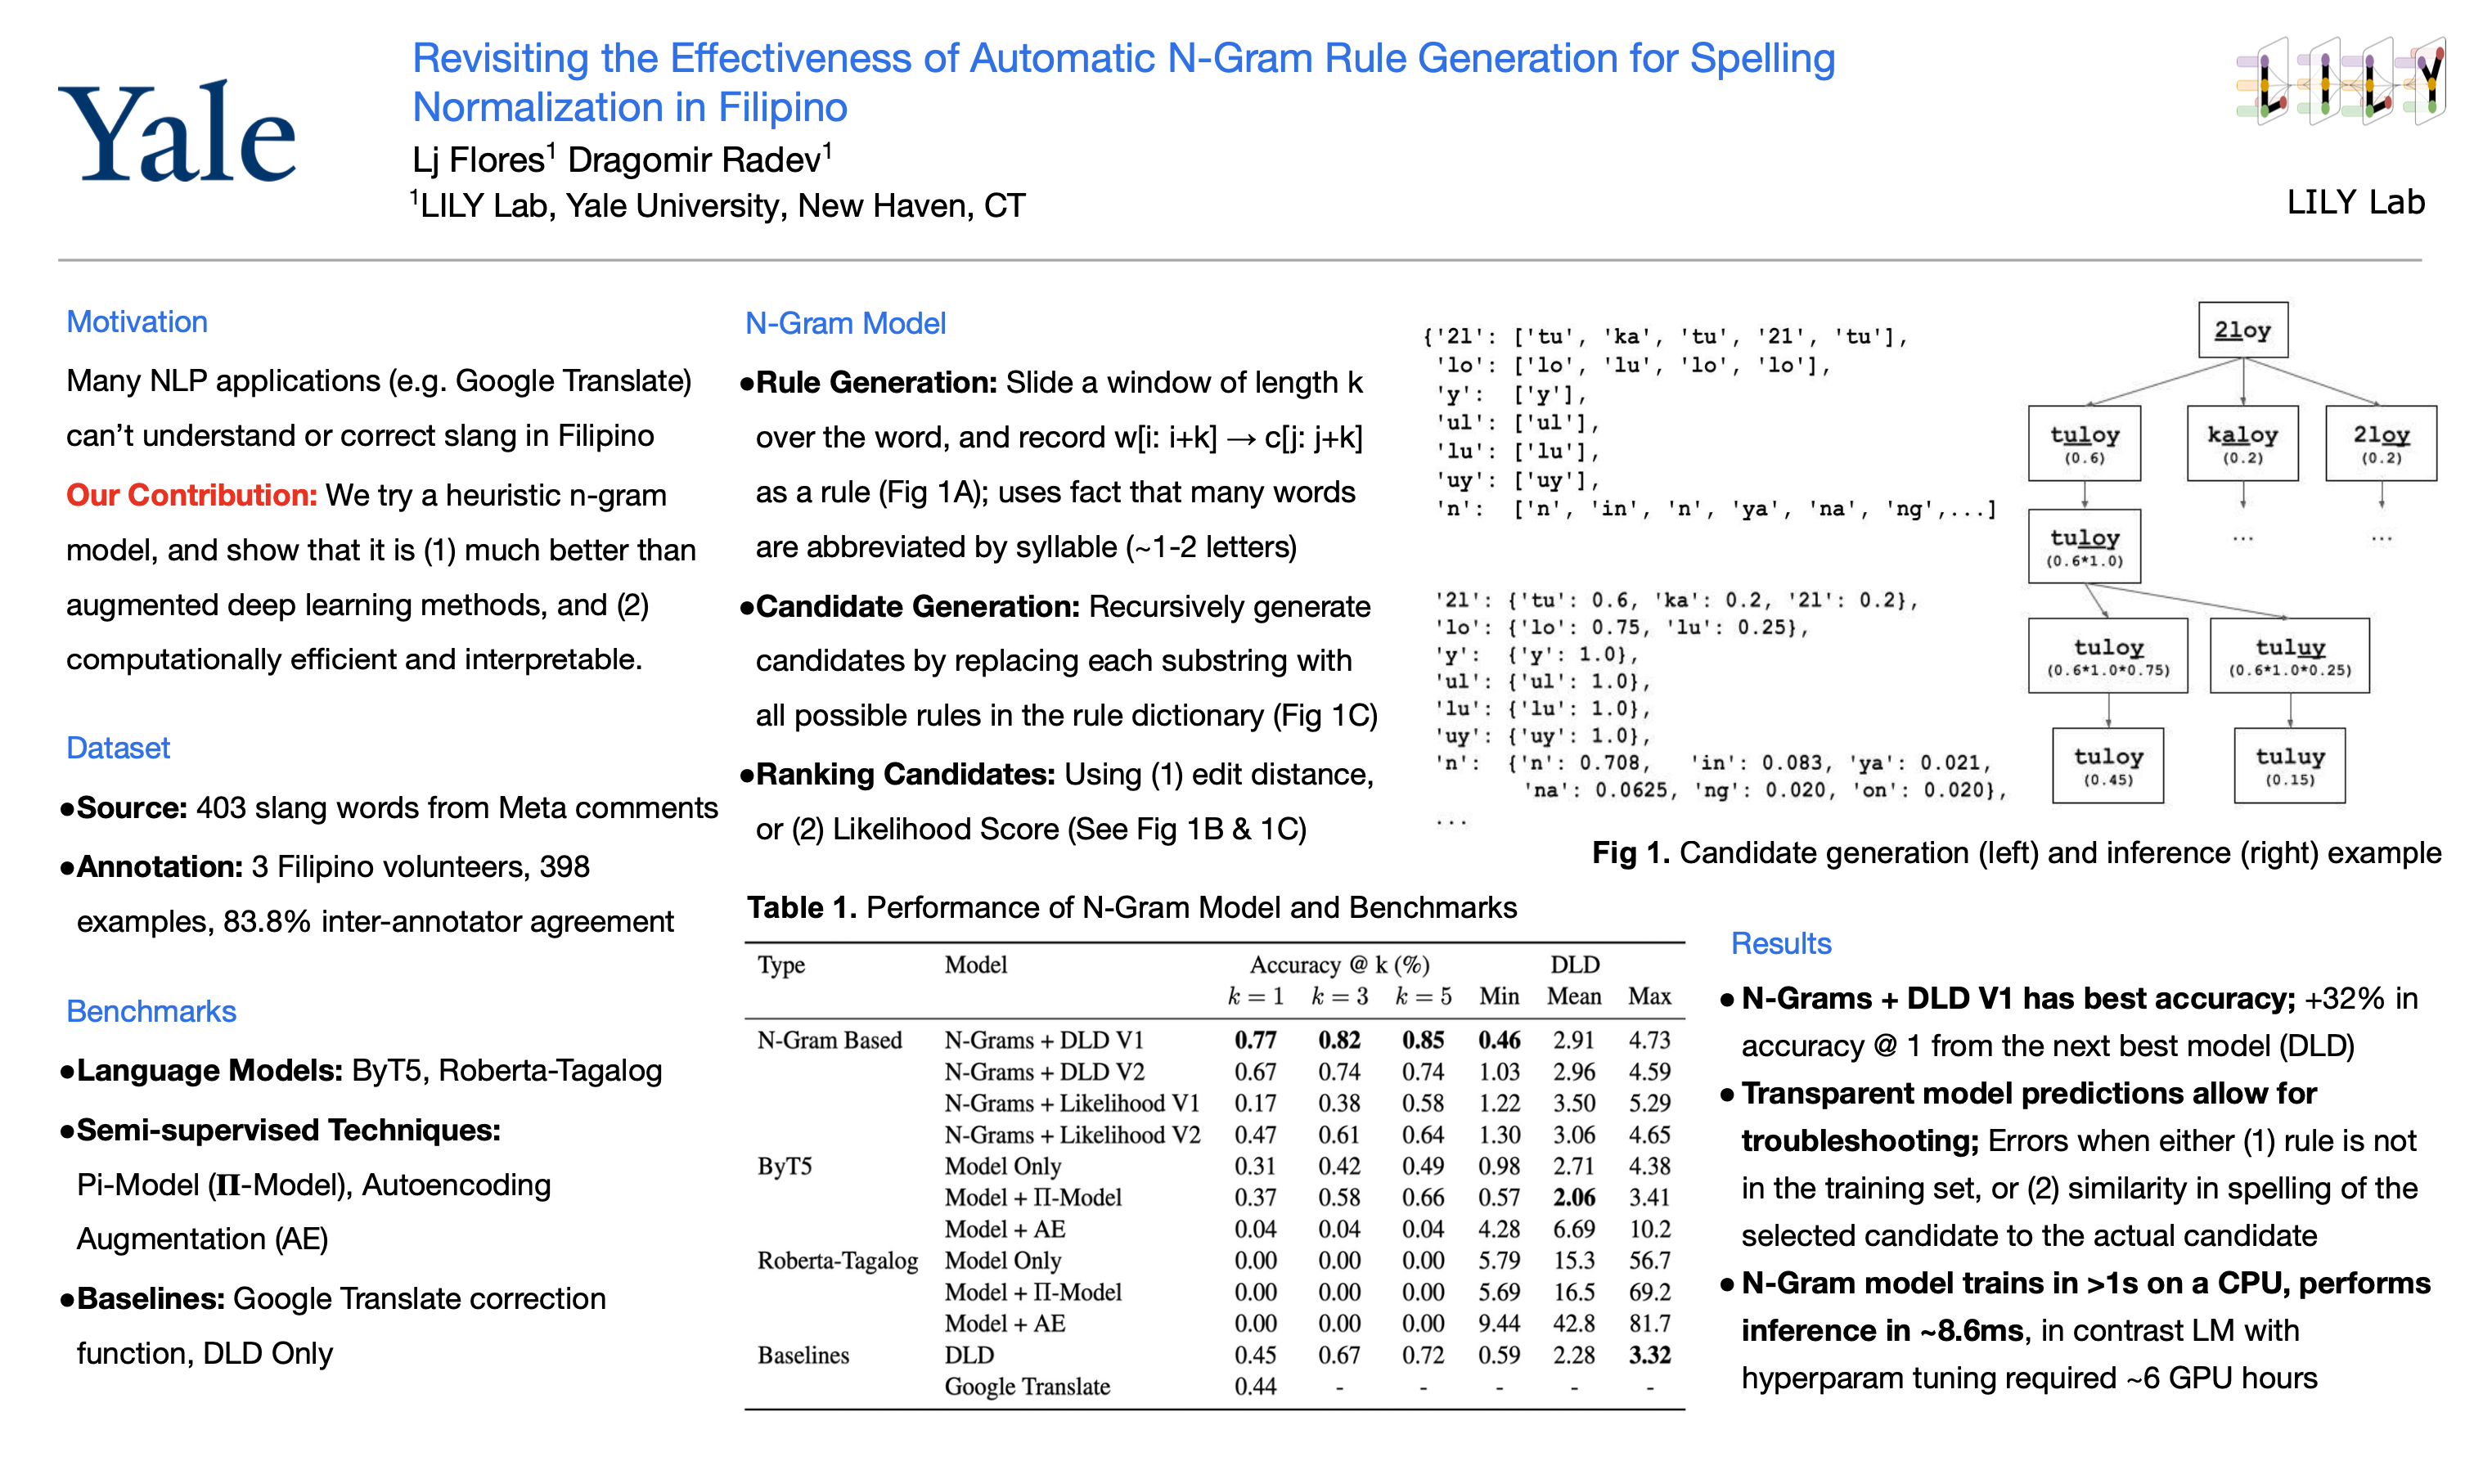 Yale
Revisiting the Effectiveness of Automatic N-Gram Rule Generation for Spelling
Normalization in Filipino
Lj Flores¹ Dragomir Radev¹
¹LILY Lab, Yale University, New Haven, CT
LILY
LILY Lab
Motivation
Many NLP applications (e.g. Google Translate)
can’t understand or correct slang in Filipino
Our Contribution: We try a heuristic n-gram
model, and show that it is (1) much better than
augmented deep learning methods, and (2)
computationally efficient and interpretable.
Dataset
●Source: 403 slang words from Meta comments
●Annotation: 3 Filipino volunteers, 398
examples, 83.8% inter-annotator agreement
Benchmarks
●Language Models: ByT5, Roberta-Tagalog
●Semi-supervised Techniques:
Pi-Model (Π-Model), Autoencoding
Augmentation (AE)
●Baselines: Google Translate correction
function, DLD Only
N-Gram Model
●Rule Generation: Slide a window of length k
over the word, and record w[i: i+k] → c[j: j+k]
as a rule (Fig 1A); uses fact that many words
are abbreviated by syllable (~1-2 letters)
●Candidate Generation: Recursively generate
candidates by replacing each substring with
all possible rules in the rule dictionary (Fig 1C)
●Ranking Candidates: Using (1) edit distance,
or (2) Likelihood Score (See Fig 1B & 1C)
{'2l': ['tu', 'ka', 'tu', '2l', 'tu'],
'lo': ['lo', 'lu', 'lo', 'lo'],
'y': ['y'],
'ul': ['ul'],
'lu': ['lu'],
'uy': ['uy'],
'n': ['n', 'in', 'n', 'ya', 'na', 'ng',...]
'2l': {'tu': 0.6, 'ka': 0.2, '2l': 0.2},
'lo': {'lo': 0.75, 'lu': 0.25},
'y': {'y': 1.0},
'ul': {'ul': 1.0},
'lu': {'lu': 1.0},
'uy': {'uy': 1.0},
'n': {'n': 0.708, 'in': 0.083, 'ya': 0.021,
'na': 0.0625, 'ng': 0.020, 'on': 0.020},
...
2loy
tuloy kaloy 2loy
(0.6) (0.2) (0.2)
tuloy ... ...
(0.6*1.0)
tuloy tuluy
(0.6*1.0*0.75) (0.6*1.0*0.25)
tuloy tuluy
(0.45) (0.15)
Fig 1. Candidate generation (left) and inference (right) example
Table 1. Performance of N-Gram Model and Benchmarks
Type Model Accuracy @ k (%) DLD
k = 1 k = 3 k = 5 Min Mean Max
N-Gram Based N-Grams + DLD V1 0.77 0.82 0.85 0.46 2.91 4.73
N-Grams + DLD V2 0.67 0.74 0.74 1.03 2.96 4.59
N-Grams + Likelihood V1 0.17 0.38 0.58 1.22 3.50 5.29
N-Grams + Likelihood V2 0.47 0.61 0.64 1.30 3.06 4.65
ByT5 Model Only 0.31 0.42 0.49 0.98 2.71 4.38
Model + Π-Model 0.37 0.58 0.66 0.57 2.06 3.41
Model + AE 0.04 0.04 0.04 4.28 6.69 10.2
Roberta-Tagalog Model Only 0.00 0.00 0.00 5.79 15.3 56.7
Model + Π-Model 0.00 0.00 0.00 5.69 16.5 69.2
Model + AE 0.00 0.00 0.00 9.44 42.8 81.7
Baselines DLD 0.45 0.67 0.72 0.59 2.28 3.32
Google Translate 0.44 - - - - -
Results
● N-Grams + DLD V1 has best accuracy; +32% in
accuracy @ 1 from the next best model (DLD)
● Transparent model predictions allow for
troubleshooting; Errors when either (1) rule is not
in the training set, or (2) similarity in spelling of the
selected candidate to the actual candidate
● N-Gram model trains in >1s on a CPU, performs
inference in ~8.6ms, in contrast LM with
hyperparam tuning required ~6 GPU hours